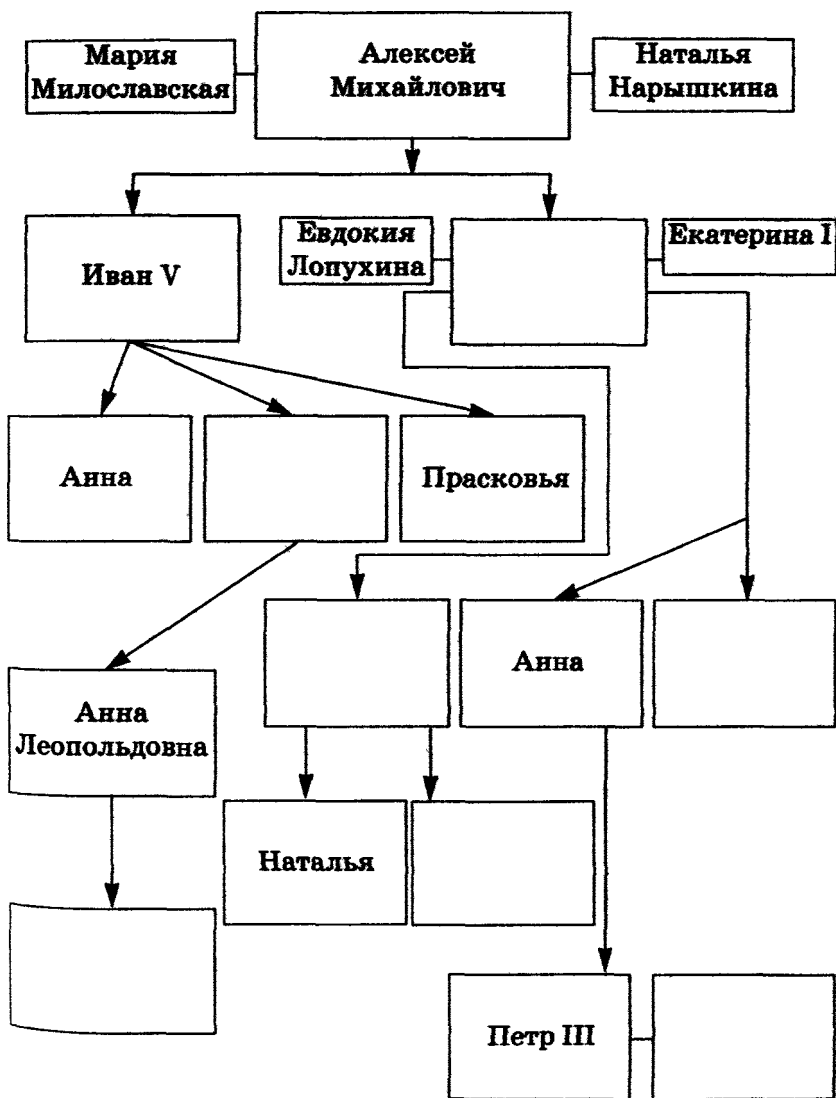 Мария
Милославская
Алексей
Михайлович
Наталья
Нарышкина
Иван V
Евдокия
Лопухина
Екатерина I
Анна
Прасковья
Анна
Леопольдовна
Анна
Наталья
Петр III